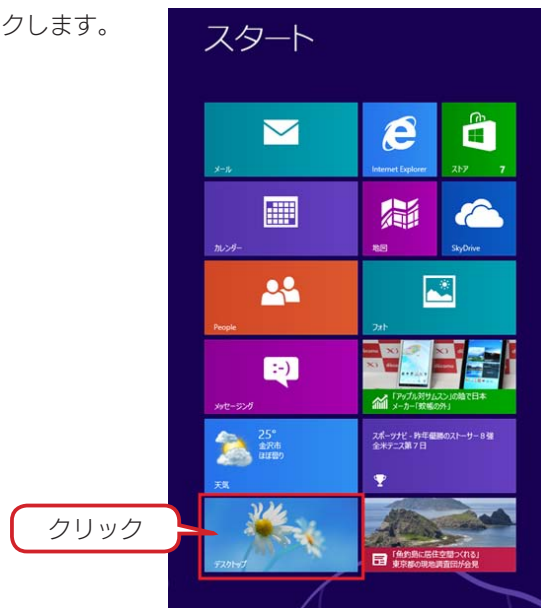 クします。
スタート
メール
Internet Explorer
ストア
7
カレンダー
地図
SkyDrive
People
フォト
メッセージング
「アップル対サムスン」の陰で日本
メーカー「蚊帳の外」
25°
金沢市
ほぼ曇り
天気
スポーツナビ - 昨年優勝のストーサー8強
全米テニス第7日
クリック
デスクトップ
「魚釣島に居住空間つくれる」
東京都の現地調査団が会見